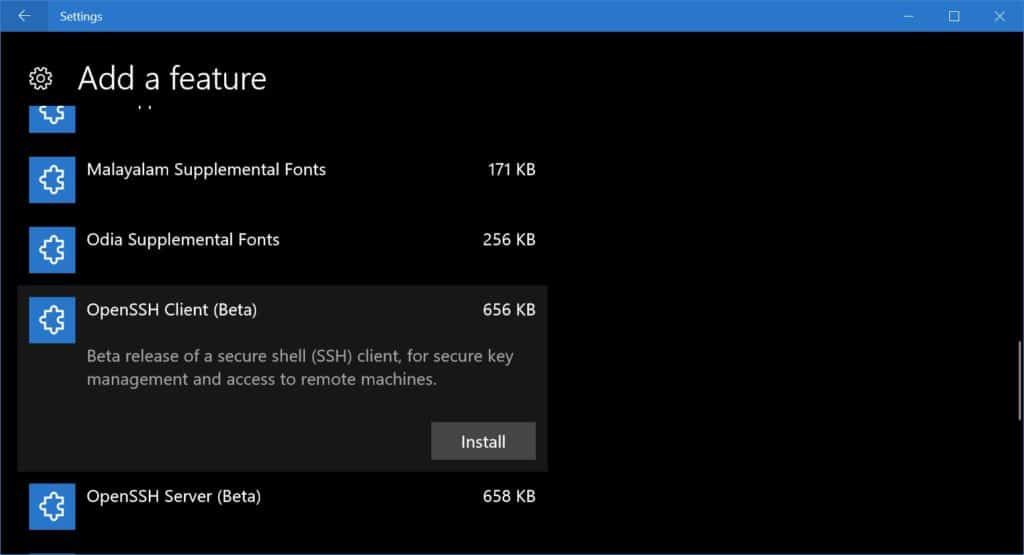 Settings
Add a feature
Malayalam Supplemental Fonts 171 KB
Odia Supplemental Fonts 256 KB
OpenSSH Client (Beta) 656 KB
Beta release of a secure shell (SSH) client, for secure key
management and access to remote machines.
Install
OpenSSH Server (Beta) 658 KB